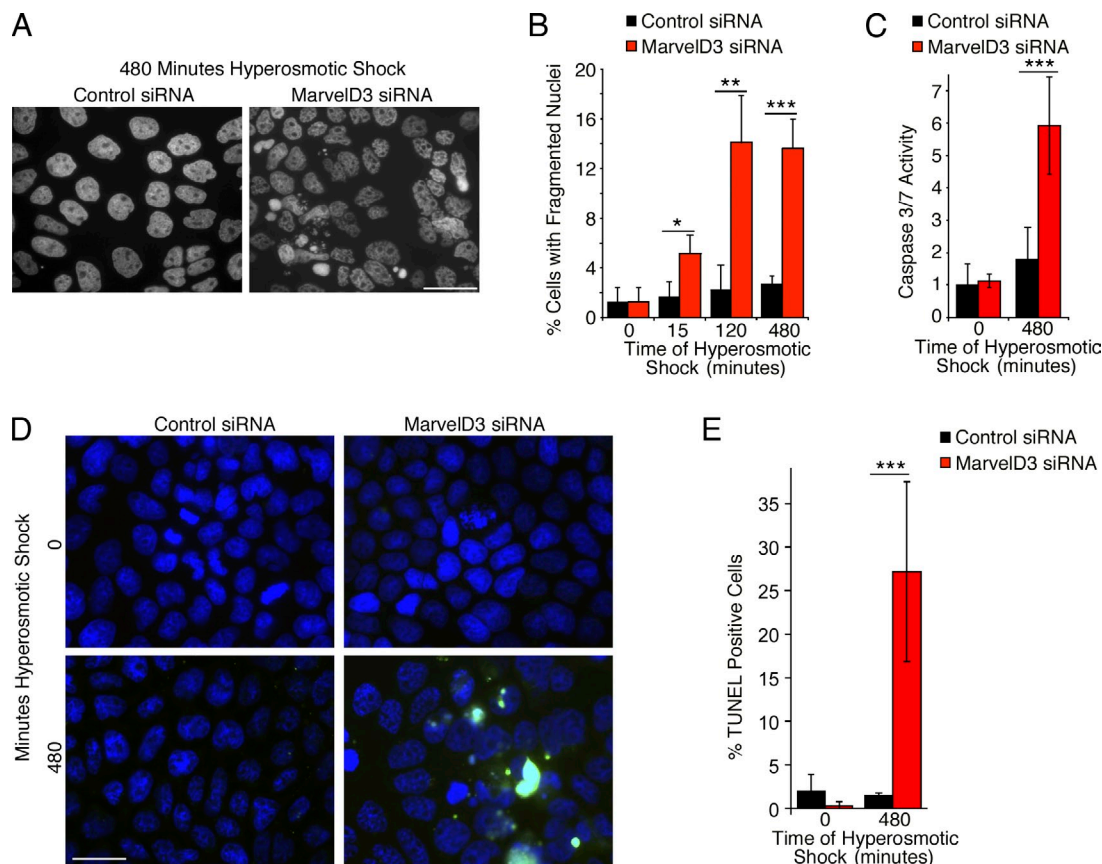 A
480 Minutes Hyperosmotic Shock
Control siRNA
MarvelD3 siRNA
B
Control siRNA
MarvelD3 siRNA
% Cells with Fragmented Nuclei
20
16
12
8
4
0
*
**
***
0 15 120 480
Time of Hyperosmotic
Shock (minutes)
C
Control siRNA
MarvelD3 siRNA
Caspase 3/7 Activity
7
6
5
4
3
2
1
0
***
0 480
Time of Hyperosmotic
Shock (minutes)
D
Control siRNA
MarvelD3 siRNA
Minutes Hyperosmotic Shock
0
480
E
Control siRNA
MarvelD3 siRNA
% TUNEL Positive Cells
35
30
25
20
15
10
5
0
***
0 480
Time of Hyperosmotic
Shock (minutes)